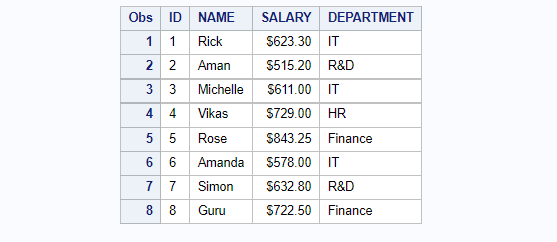 Obs ID NAME SALARY DEPARTMENT
1 1 Rick $623.30 IT
2 2 Aman $515.20 R&D
3 3 Michelle $611.00 IT
4 4 Vikas $729.00 HR
5 5 Rose $843.25 Finance
6 6 Amanda $578.00 IT
7 7 Simon $632.80 R&D
8 8 Guru $722.50 Finance